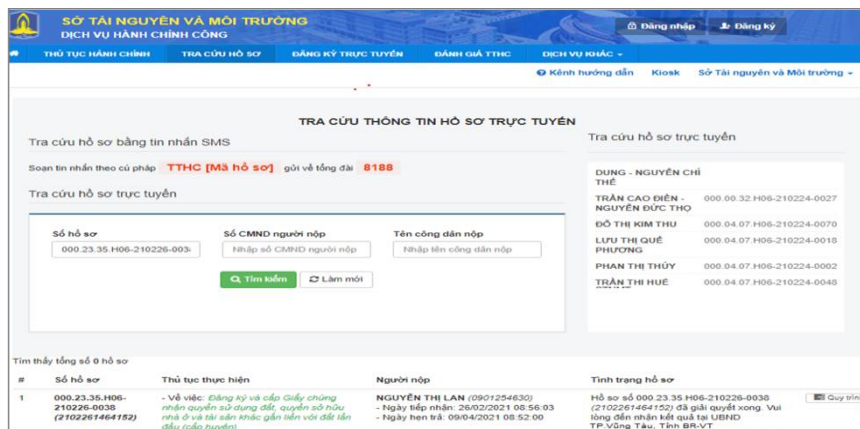 SỞ TÀI NGUYÊN VÀ MÔI TRƯỜNG
DỊCH VỤ HÀNH CHÍNH CÔNG
Đăng nhập
Đăng ký
THỦ TỤC HÀNH CHÍNH
TRA CỨU HỒ SƠ
ĐĂNG KÝ TRỰC TUYẾN
ĐÁNH GIÁ TTHC
DỊCH VỤ KHÁC
Kênh hướng dẫn
Kiosk
Sở Tài nguyên và Môi trường
TRA CỨU THÔNG TIN HỒ SƠ TRỰC TUYẾN
Tra cứu hồ sơ bằng tin nhắn SMS
Soạn tin nhắn theo cú pháp TTHC [Mã hồ sơ] gửi về tổng đài 8188
Tra cứu hồ sơ trực tuyến
Số hồ sơ
Số CMND người nộp
Tên công dân nộp
000.23.35.H06-210226-003
Nhập số CMND người nộp
Nhập tên công dân nộp
Tìm kiếm
Làm mới
Tra cứu hồ sơ trực tuyến
DUNG - NGUYỄN CHÍ
THẾ
TRẦN CAO ĐIỀN - 000.00.32.H06-210224-0027
NGUYỄN ĐỨC THỌ
ĐỖ THỊ KIM THU 000.04.07.H06-210224-0070
LƯU THỊ QUẾ 000.04.07.H06-210224-0018
PHƯƠNG
PHAN THỊ THỦY 000.04.07.H06-210224-0002
TRẦN THỊ HUẾ 000.04.07.H06-210224-0048
Tìm thấy tổng số 0 hồ sơ
# Số hồ sơ Thủ tục thực hiện Người nộp Tình trạng hồ sơ
1 000.23.35.H06- - Về việc: Đăng ký và cấp Giấy chứng NGUYỄN THỊ LAN (0901254630) Hồ sơ số 000.23.35.H06-210226-0038 Quy trìn
210226-0038 nhận quyền sử dụng đất, quyền sở hữu - Ngày tiếp nhận: 26/02/2021 08:56:03 (2102261464152) đã giải quyết xong. Vui
(2102261464152) nhà ở và tài sản khác gắn liền với đất lần - Ngày hẹn trả: 09/04/2021 08:52:00 lòng đến nhận kết quả tại UBND
đầu (cấp huyện) TP.Vũng Tàu, Tỉnh BR-VT